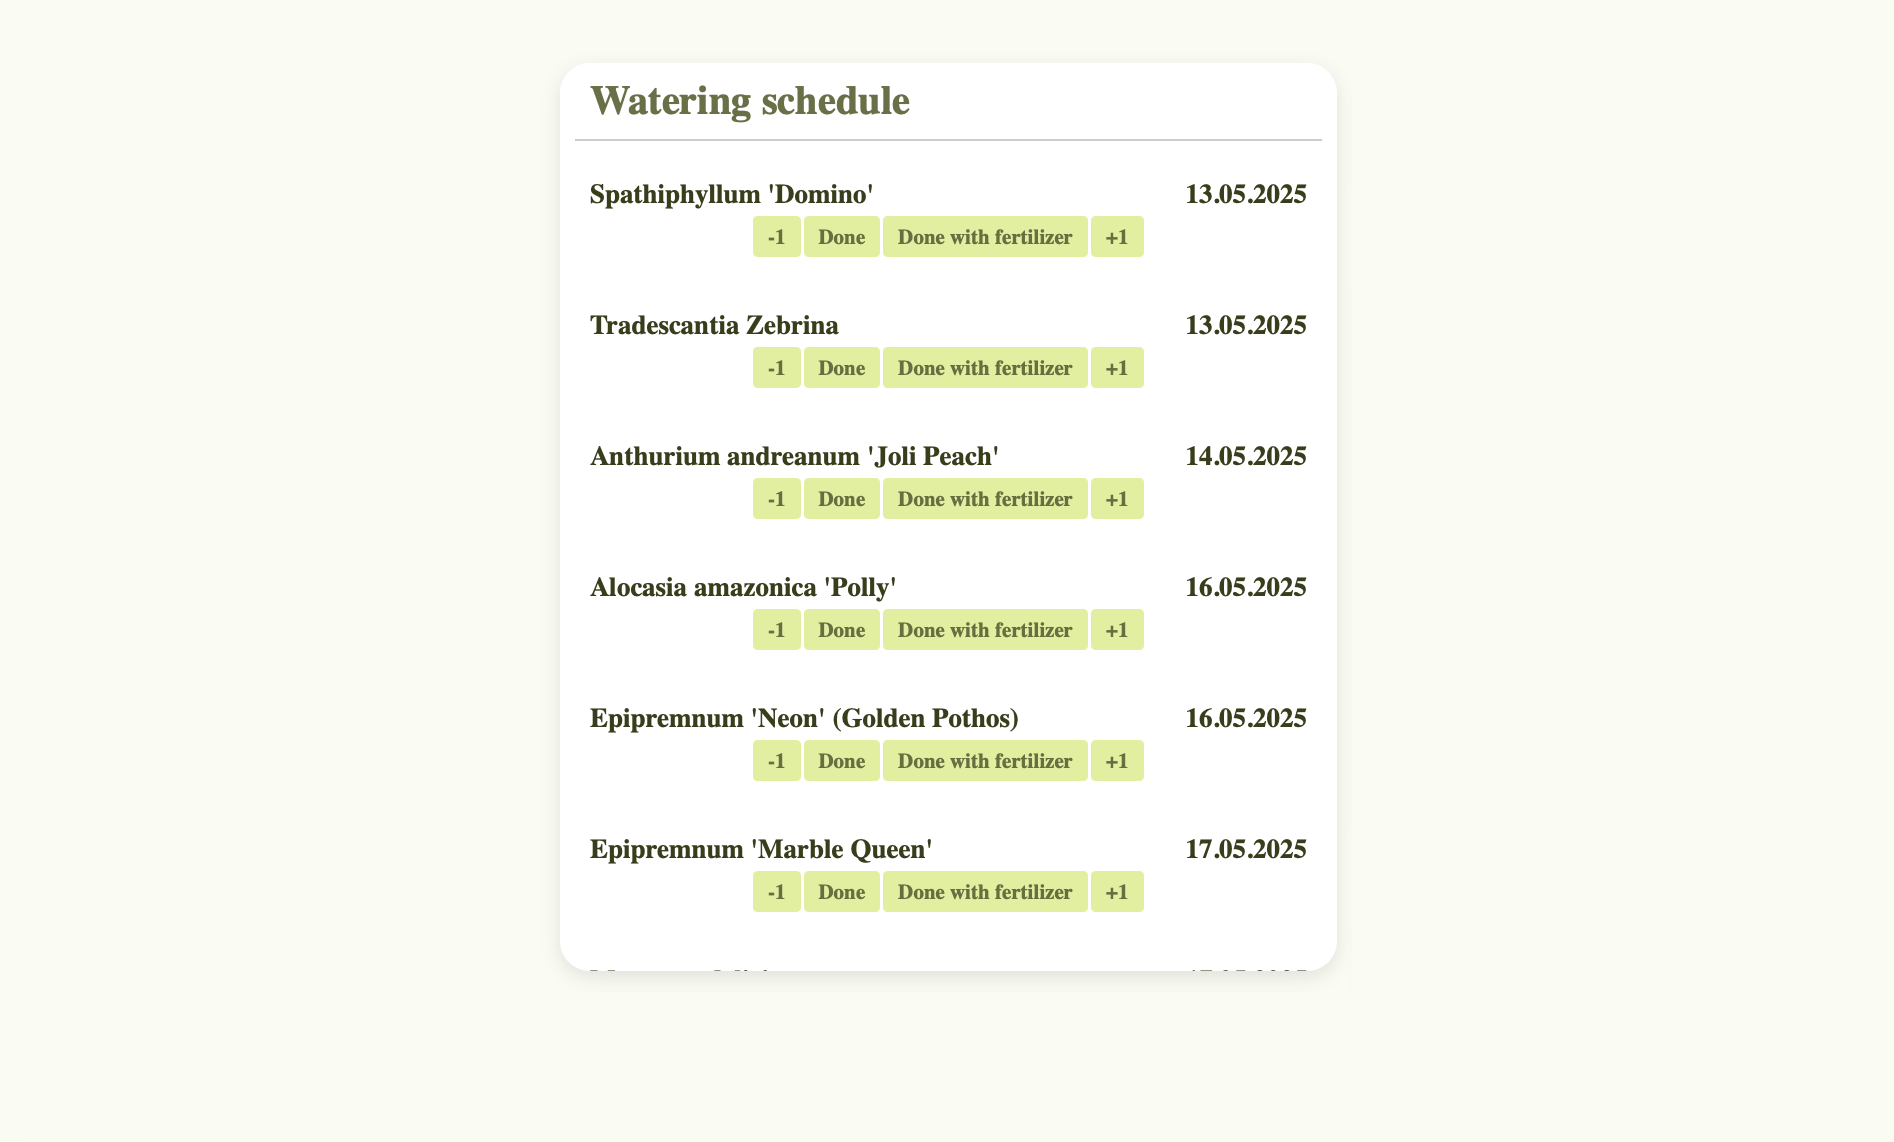 Watering schedule
Spathiphyllum 'Domino' 13.05.2025
-1 Done Done with fertilizer +1
Tradescantia Zebrina 13.05.2025
-1 Done Done with fertilizer +1
Anthurium andreanum 'Joli Peach' 14.05.2025
-1 Done Done with fertilizer +1
Alocasia amazonica 'Polly' 16.05.2025
-1 Done Done with fertilizer +1
Epipremnum 'Neon' (Golden Pothos) 16.05.2025
-1 Done Done with fertilizer +1
Epipremnum 'Marble Queen' 17.05.2025
-1 Done Done with fertilizer +1